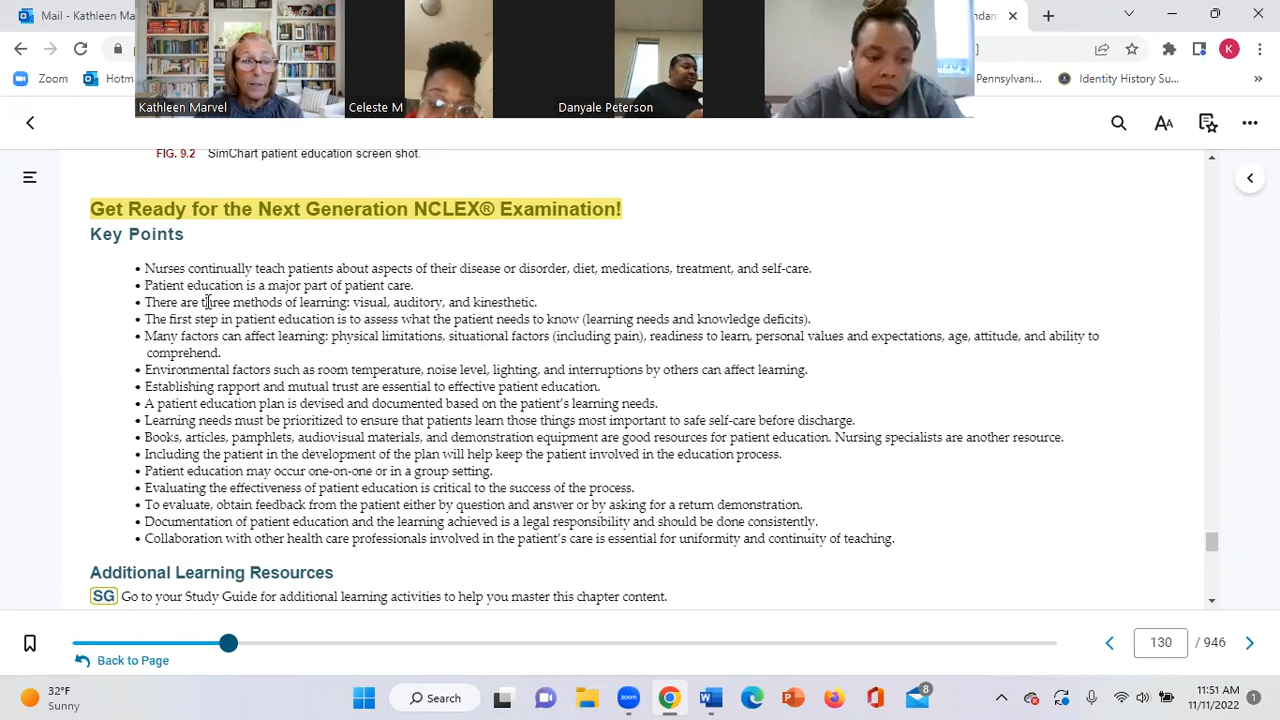 Mail - Kathleen Pann
ndam
K
Zoom
Hotm
Pennsylvani...
Identity History Su...
»
Kathleen Marvel
Celeste M
Danyale Peterson
AA
FIG. 9.2 SimChart patient education screen shot.
Get Ready for the Next Generation NCLEX® Examination!
Key Points
• Nurses continually teach patients about aspects of their disease or disorder, diet, medications, treatment, and self-care.
• Patient education is a major part of patient care.
• There are three methods of learning: visual, auditory, and kinesthetic.
• The first step in patient education is to assess what the patient needs to know (learning needs and knowledge deficits).
• Many factors can affect learning: physical limitations, situational factors (including pain), readiness to learn, personal values and expectations, age, attitude, and ability to
comprehend.
• Environmental factors such as room temperature, noise level, lighting, and interruptions by others can affect learning.
• Establishing rapport and mutual trust are essential to effective patient education.
• A patient education plan is devised and documented based on the patient's learning needs.
• Learning needs must be prioritized to ensure that patients learn those things most important to safe self-care before discharge.
• Books, articles, pamphlets, audiovisual materials, and demonstration equipment are good resources for patient education. Nursing specialists are another resource.
• Including the patient in the development of the plan will help keep the patient involved in the education process.
• Patient education may occur one-on-one or in a group setting.
• Evaluating the effectiveness of patient education is critical to the success of the process.
• To evaluate, obtain feedback from the patient either by question and answer or by asking for a return demonstration.
• Documentation of patient education and the learning achieved is a legal responsibility and should be done consistently.
• Collaboration with other health care professionals involved in the patient's care is essential for uniformity and continuity of teaching.
Additional Learning Resources
SG Go to your Study Guide for additional learning activities to help you master this chapter content.
130 / 946
Back to Page
32°F
Sunny
Search
zoom
8
11:51 AM
11/11/2022
1